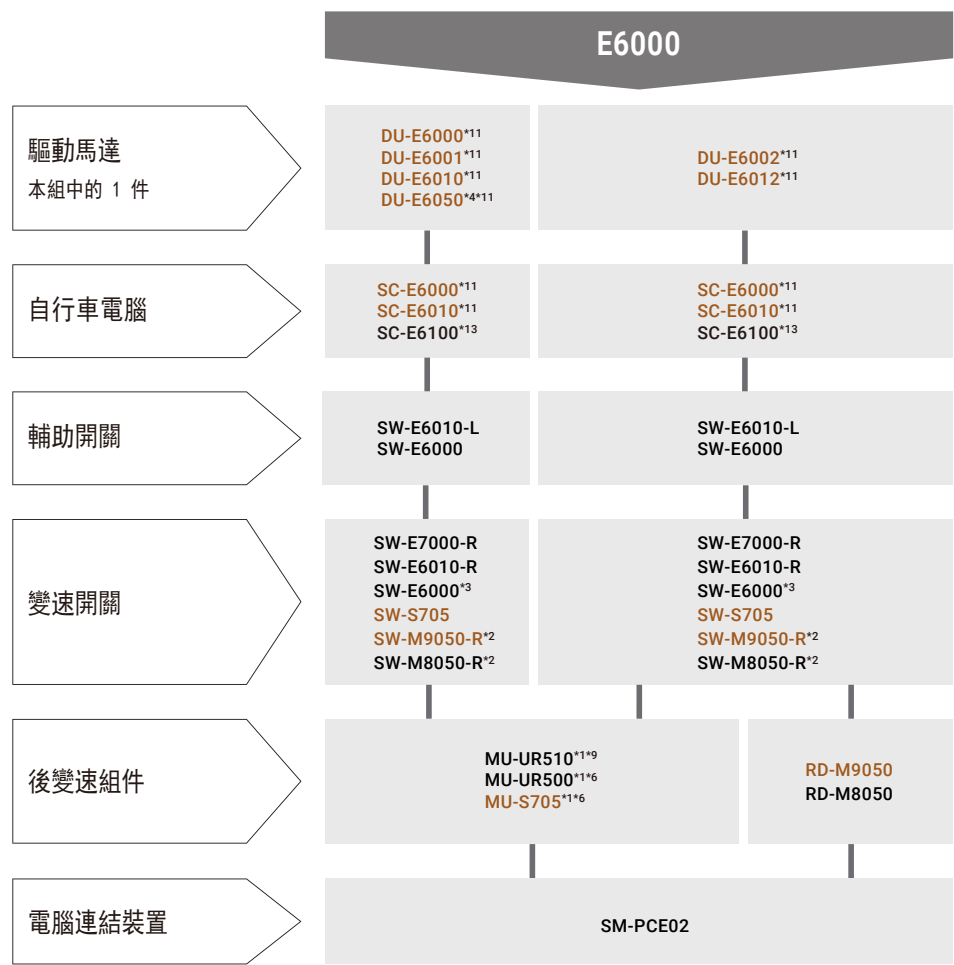 E6000
驅動馬達
本組中的 1 件
DU-E6000*11
DU-E6001*11
DU-E6010*11
DU-E6050*4*11
DU-E6002*11
DU-E6012*11
自行車電腦
SC-E6000*11
SC-E6010*11
SC-E6100*13
SC-E6000*11
SC-E6010*11
SC-E6100*13
輔助開關
SW-E6010-L
SW-E6000
SW-E6010-L
SW-E6000
變速開關
SW-E7000-R
SW-E6010-R
SW-E6000*3
SW-S705
SW-M9050-R*2
SW-M8050-R*2
SW-E7000-R
SW-E6010-R
SW-E6000*3
SW-S705
SW-M9050-R*2
SW-M8050-R*2
後變速組件
MU-UR510*1*9
MU-UR500*1*6
MU-S705*1*6
RD-M9050
RD-M8050
電腦連結裝置
SM-PCE02